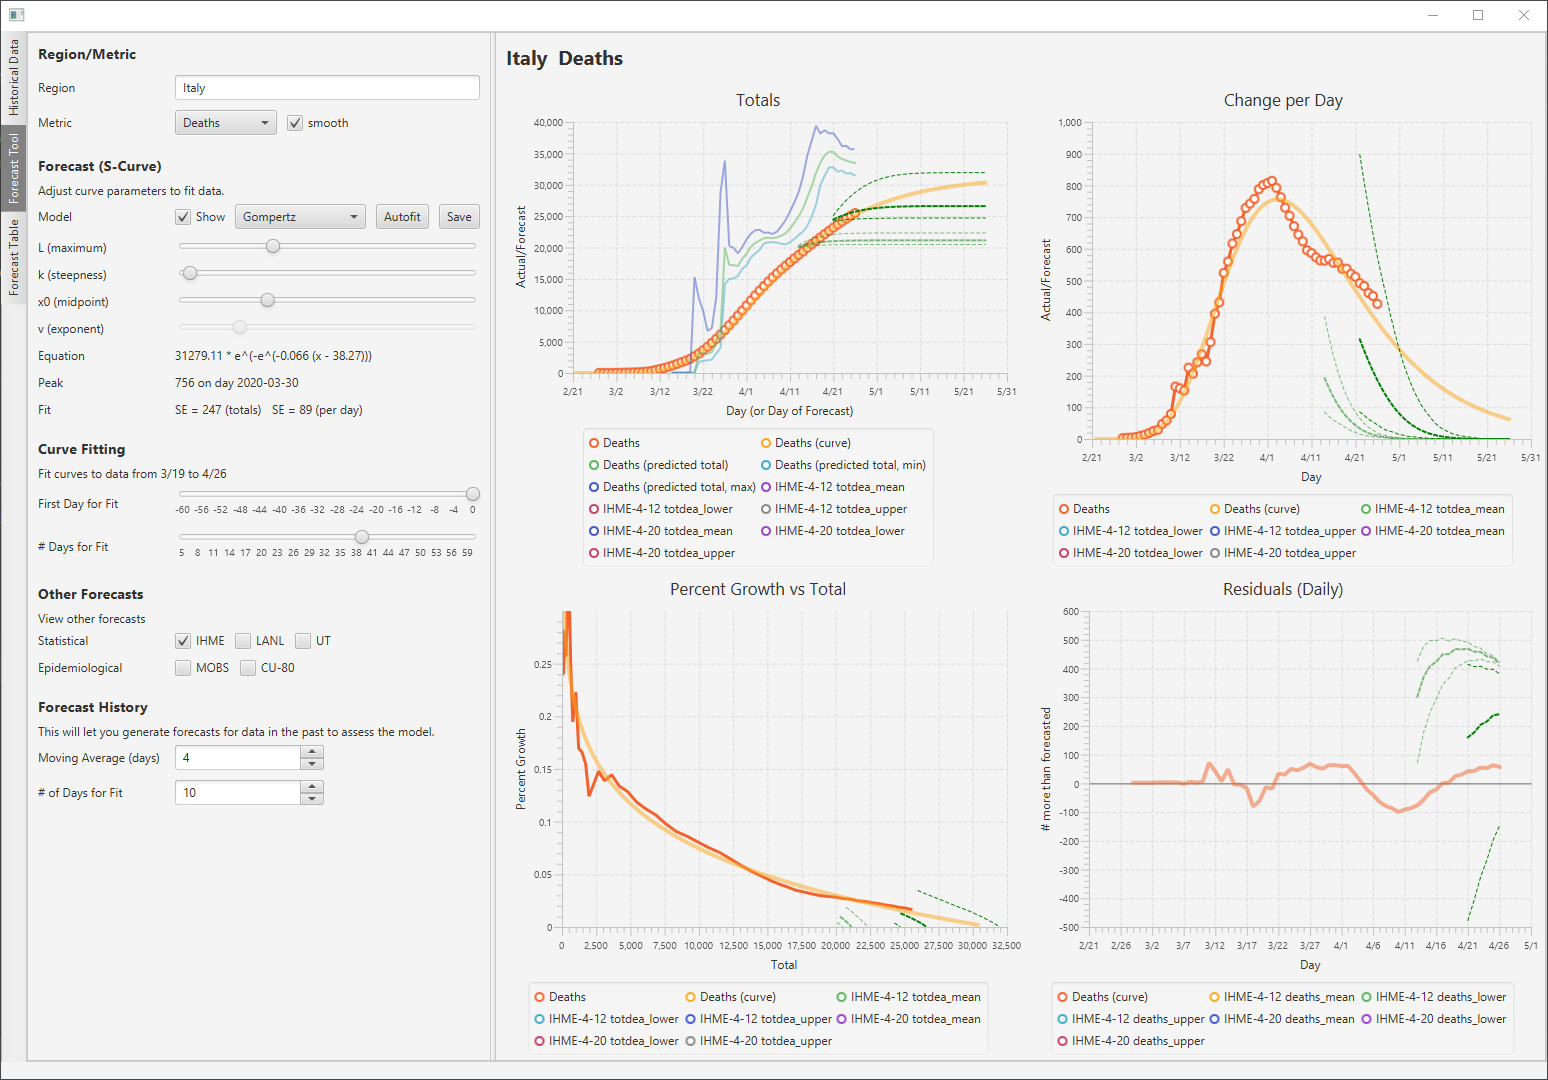 Historical Data
Forecast Tool
Forecast Table
Region/Metric
Region Italy
Metric Deaths smooth
Forecast (S-Curve)
Adjust curve parameters to fit data.
Model Show Gompertz Autofit Save
L (maximum)
k (steepness)
x0 (midpoint)
v (exponent)
Equation 31279.11 * e^(-e^(-0.066 (x - 38.27)))
Peak 756 on day 2020-03-30
Fit SE = 247 (totals) SE = 89 (per day)
Curve Fitting
Fit curves to data from 3/19 to 4/26
First Day for Fit
-60 -56 -52 -48 -44 -40 -36 -32 -28 -24 -20 -16 -12 -8 -4 0
# Days for Fit
5 8 11 14 17 20 23 26 29 32 35 38 41 44 47 50 53 56 59
Other Forecasts
View other forecasts
Statistical IHME LANL UT
Epidemiological MOBS CU-80
Forecast History
This will let you generate forecasts for data in the past to assess the model.
Moving Average (days) 4
# of Days for Fit 10
Italy Deaths
Totals
Actual/Forecast
40,000
35,000
30,000
25,000
20,000
15,000
10,000
5,000
0
2/21 3/2 3/12 3/22 4/1 4/11 4/21 5/1 5/11 5/21 5/31
Day (or Day of Forecast)
Deaths Deaths (curve)
Deaths (predicted total) Deaths (predicted total, min)
Deaths (predicted total, max) IHME-4-12 totdea_mean
IHME-4-12 totdea_lower IHME-4-12 totdea_upper
IHME-4-20 totdea_mean IHME-4-20 totdea_lower
IHME-4-20 totdea_upper
Change per Day
Actual/Forecast
1,000
900
800
700
600
500
400
300
200
100
0
2/21 3/2 3/12 3/22 4/1 4/11 4/21 5/1 5/11 5/21 5/31
Day
Deaths Deaths (curve) IHME-4-12 totdea_mean
IHME-4-12 totdea_lower IHME-4-12 totdea_upper IHME-4-20 totdea_mean
IHME-4-20 totdea_lower IHME-4-20 totdea_upper
Percent Growth vs Total
Percent Growth
0.25
0.2
0.15
0.1
0.05
0
0 2,500 5,000 7,500 10,000 12,500 15,000 17,500 20,000 22,500 25,000 27,500 30,000 32,500
Total
Deaths Deaths (curve) IHME-4-12 totdea_mean
IHME-4-12 totdea_lower IHME-4-12 totdea_upper IHME-4-20 totdea_mean
IHME-4-20 totdea_lower IHME-4-20 totdea_upper
Residuals (Daily)
# more than forecasted
600
500
400
300
200
100
0
-100
-200
-300
-400
-500
2/21 2/26 3/2 3/7 3/12 3/17 3/22 3/27 4/1 4/6 4/11 4/16 4/21 4/26 5/1
Day
Deaths (curve) IHME-4-12 deaths_mean IHME-4-12 deaths_lower
IHME-4-12 deaths_upper IHME-4-20 deaths_mean IHME-4-20 deaths_lower
IHME-4-20 deaths_upper